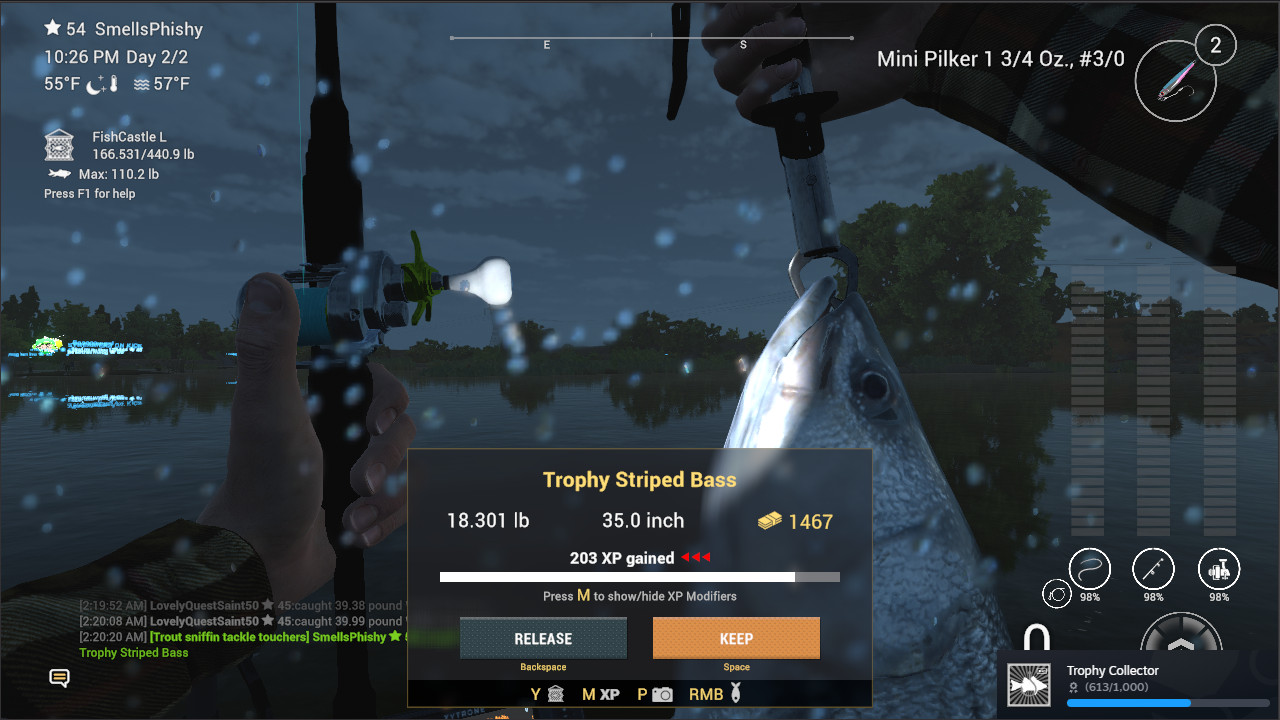 54 SmellsPhishy
10:26 PM Day 2/2
55°F 57°F
FishCastle L
166.531/440.9 lb
Max: 110.2 lb
Press F1 for help
E S
Mini Pilker 1 3/4 Oz., #3/0
2
Trophy Striped Bass
18.301 lb 35.0 inch 1467
203 XP gained
Press M to show/hide XP Modifiers
RELEASE KEEP
Backspace Space
Y M XP P RMB
98% 98% 98%
[2:19:52 AM] LovelyQuestSaint50 45:caught 39.38 pound
[2:20:08 AM] LovelyQuestSaint50 45:caught 39.99 pound
[2:20:20 AM] [Trout sniffin tackle touchers] SmellsPhishy
Trophy Striped Bass
Trophy Collector
(613/1,000)